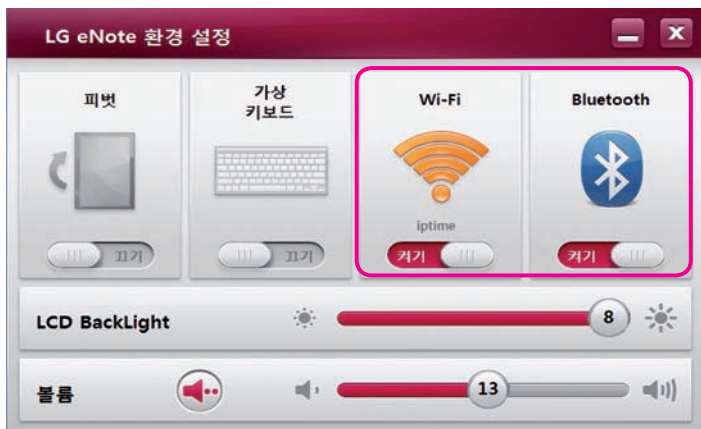 LG eNote 환경 설정
피벗
가상
키보드
Wi-Fi
Bluetooth
iptime
끄기
끄기
켜기
켜기
LCD BackLight
8
볼륨
13